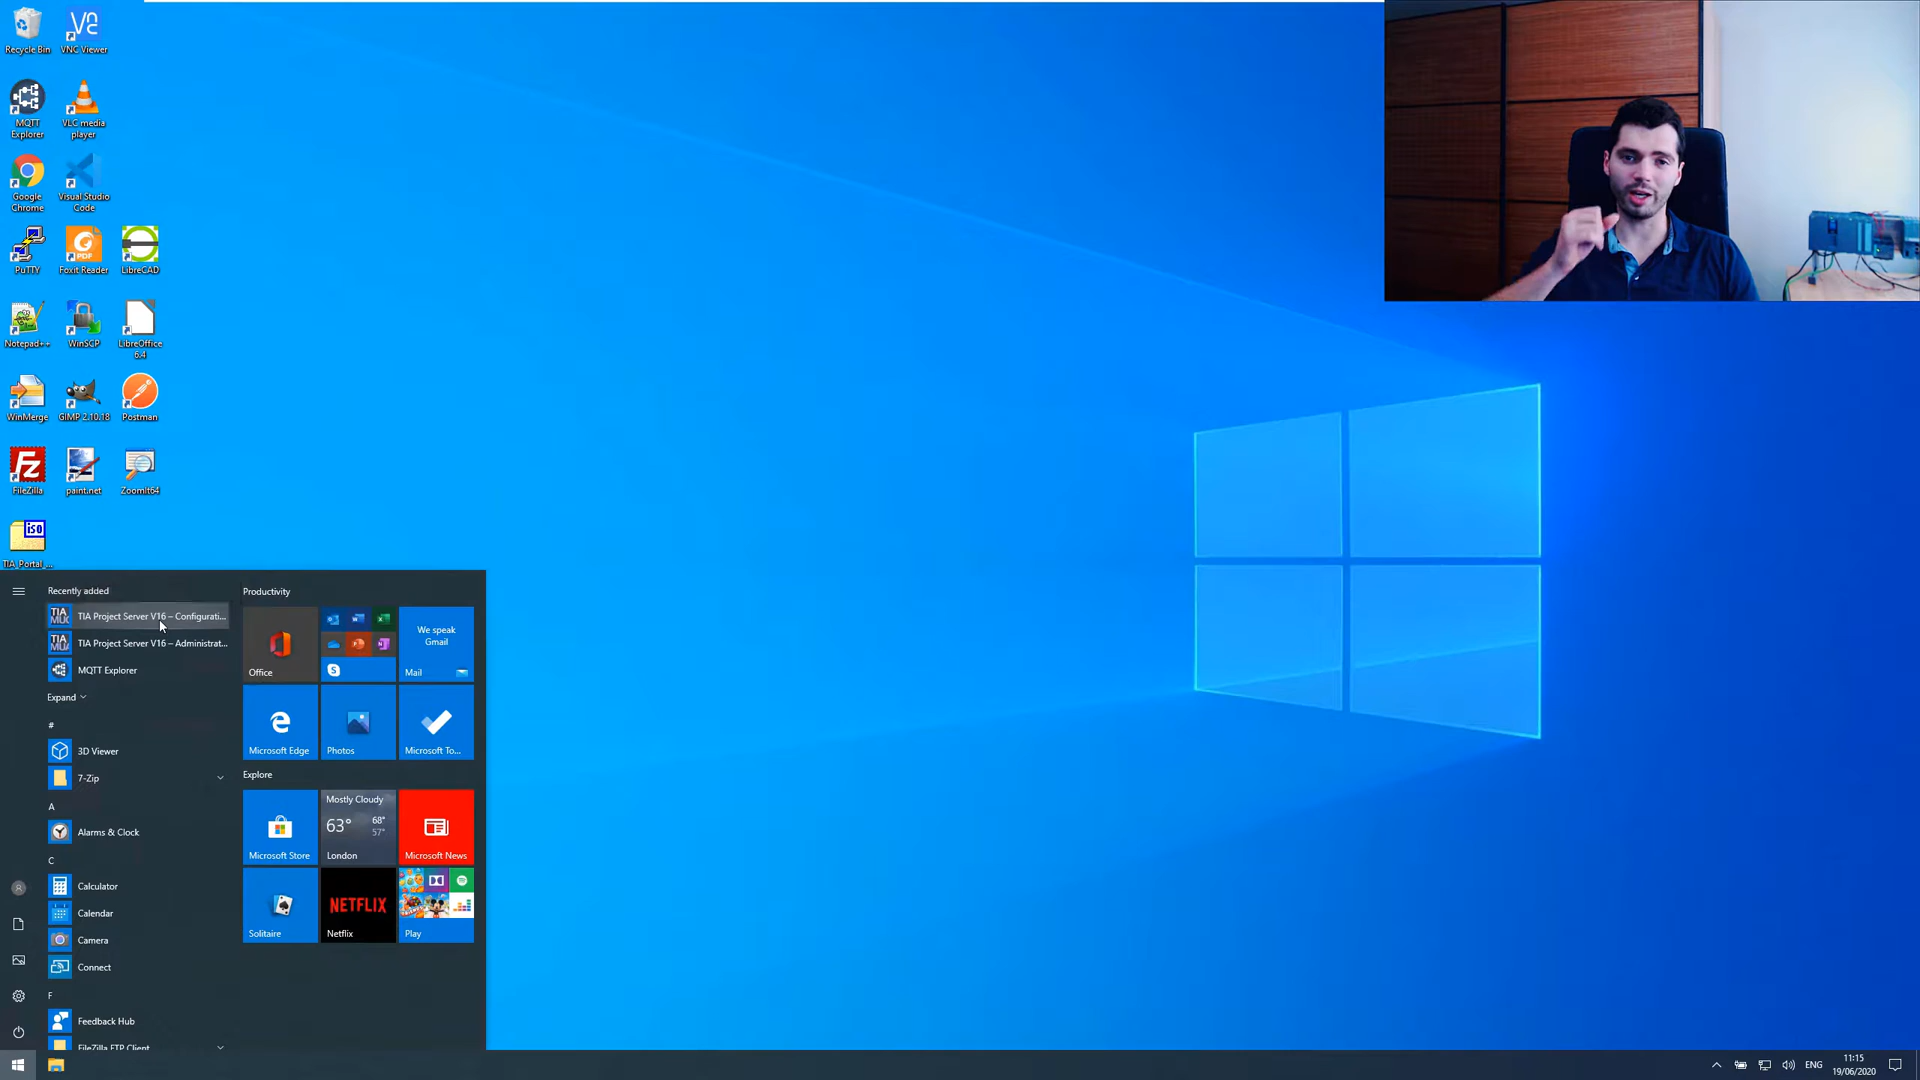 Recycle Bin
VNC Viewer
MQTT
Explorer
VLC media
player
Google
Chrome
Visual Studio
Code
PuTTY
Foxit Reader
LibreCAD
Notepad++
WinSCP
LibreOffice
6.4
WinMerge
GIMP 2.10.18
Postman
FileZilla
paint.net
ZoomIt64
iso
TIA_Portal_...
Recently added
TIA Project Server V16 – Configurati...
TIA Project Server V16 – Administrat...
MQTT Explorer
Expand
#
3D Viewer
7-Zip
A
Alarms & Clock
C
Calculator
Calendar
Camera
Connect
F
Feedback Hub
FileZilla FTP Client
Productivity
Office
We speak
Gmail
Mail
Microsoft Edge
Photos
Microsoft To...
Explore
Microsoft Store
Mostly Cloudy
63° 68°
57°
London
Microsoft News
Solitaire
NETFLIX
Netflix
Play
ENG
11:15
19/06/2020